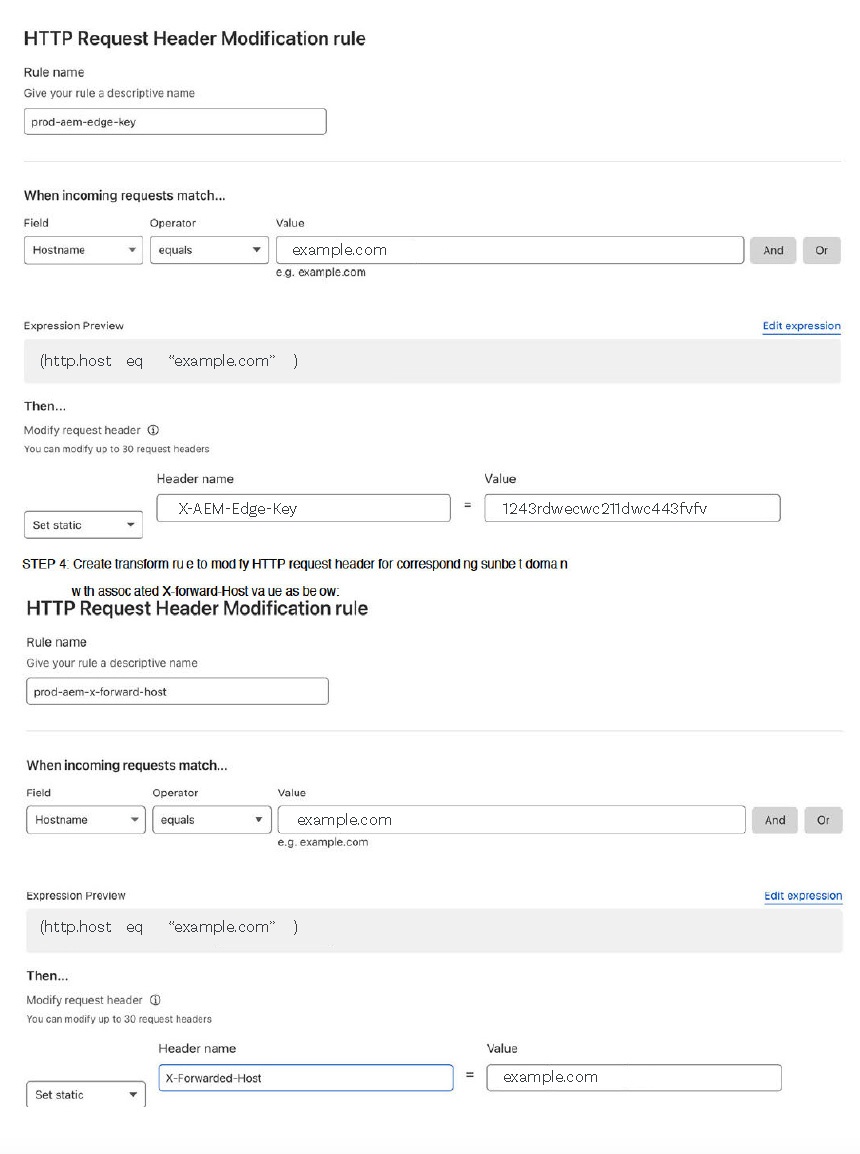 HTTP Request Header Modification rule
Rule name
Give your rule a descriptive name
prod-aem-edge-key
When incoming requests match...
Field Operator Value
Hostname equals example.com And Or
e.g. example.com
Expression Preview Edit expression
(http.host eq “example.com” )
Then...
Modify request header
You can modify up to 30 request headers
Header name Value
Set static X-AEM-Edge-Key = 1243rdwecwc211dwc443fvfv
STEP 4: Create transform ru e to mod fy HTTP request header for correspond ng sunbe t doma n
w th assoc ated X-forward-Host va ue as be ow:
HTTP Request Header Modification rule
Rule name
Give your rule a descriptive name
prod-aem-x-forward-host
When incoming requests match...
Field Operator Value
Hostname equals example.com And Or
e.g. example.com
Expression Preview Edit expression
(http.host eq “example.com” )
Then...
Modify request header
You can modify up to 30 request headers
Header name Value
Set static X-Forwarded-Host = example.com